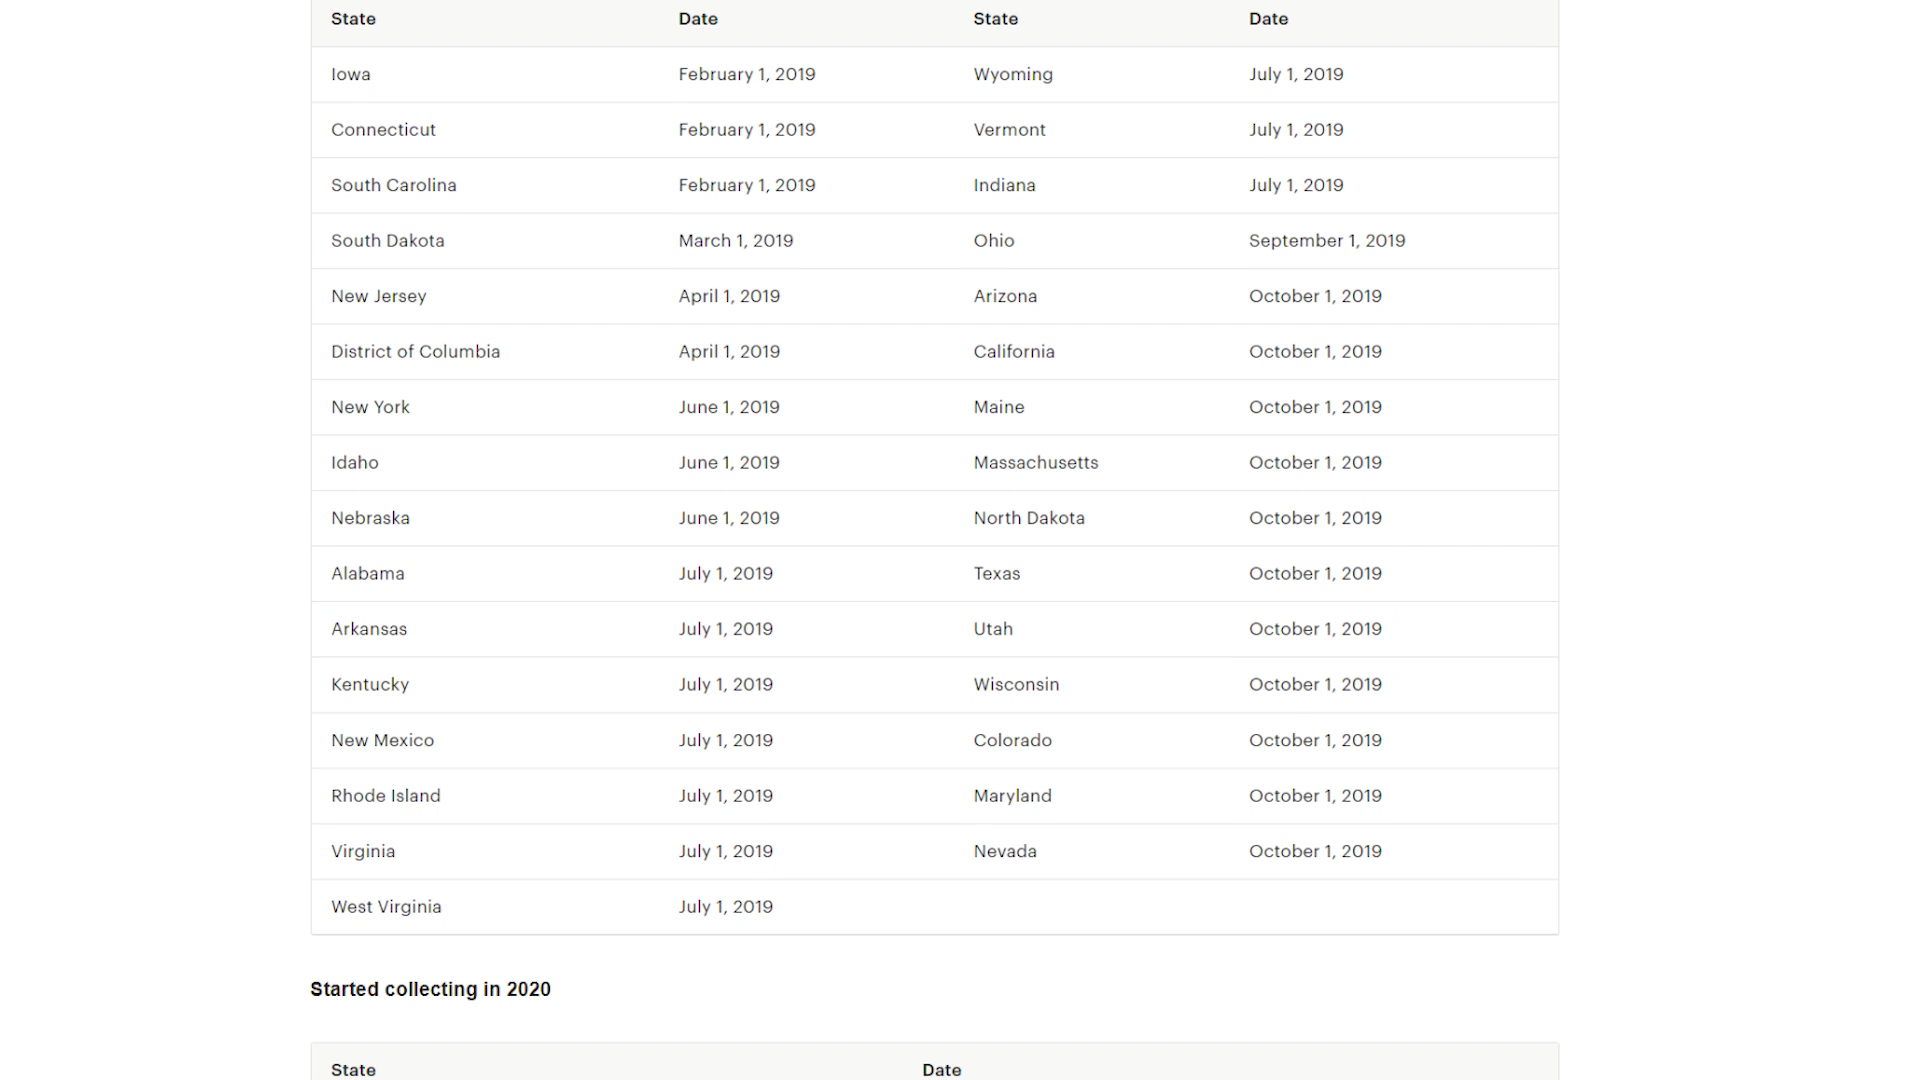 State Date State Date
Iowa February 1, 2019 Wyoming July 1, 2019
Connecticut February 1, 2019 Vermont July 1, 2019
South Carolina February 1, 2019 Indiana July 1, 2019
South Dakota March 1, 2019 Ohio September 1, 2019
New Jersey April 1, 2019 Arizona October 1, 2019
District of Columbia April 1, 2019 California October 1, 2019
New York June 1, 2019 Maine October 1, 2019
Idaho June 1, 2019 Massachusetts October 1, 2019
Nebraska June 1, 2019 North Dakota October 1, 2019
Alabama July 1, 2019 Texas October 1, 2019
Arkansas July 1, 2019 Utah October 1, 2019
Kentucky July 1, 2019 Wisconsin October 1, 2019
New Mexico July 1, 2019 Colorado October 1, 2019
Rhode Island July 1, 2019 Maryland October 1, 2019
Virginia July 1, 2019 Nevada October 1, 2019
West Virginia July 1, 2019
Started collecting in 2020
State Date